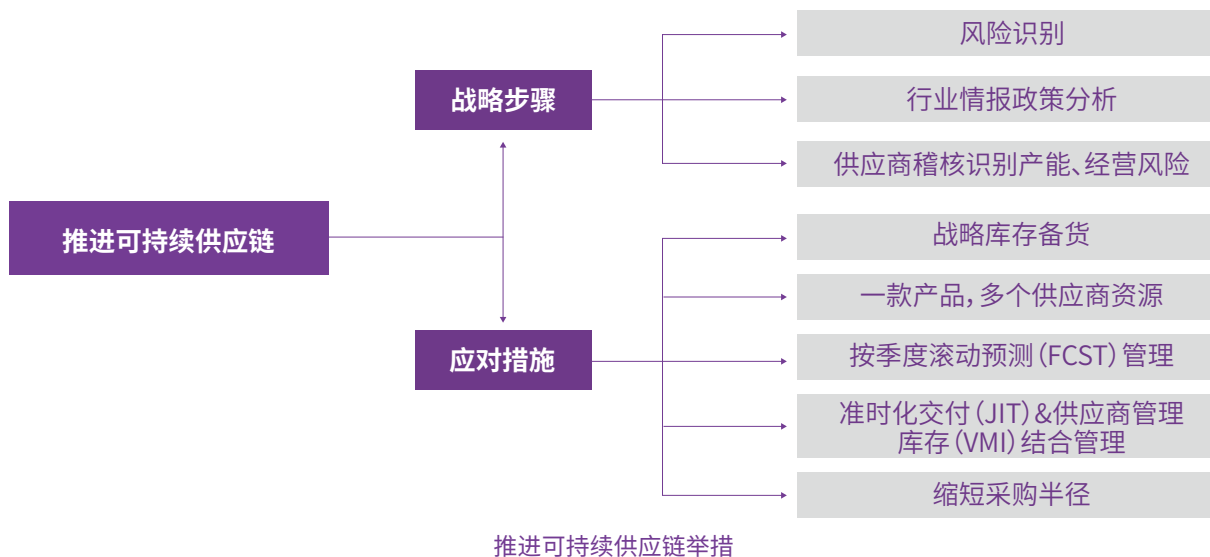 风险识别
战略步骤
行业情报政策分析
供应商稽核识别产能、经营风险
推进可持续供应链
战略库存备货
一款产品，多个供应商资源
应对措施
按季度滚动预测（FCST）管理
准时化交付（JIT）&供应商管理
库存（VMI）结合管理
缩短采购半径
推进可持续供应链举措